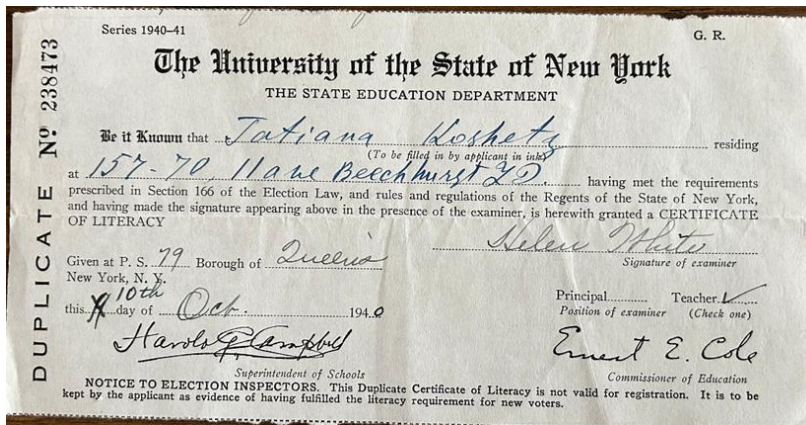 Series 1940–41
G. R.
DUPLICATE Nº 238473
The University of the State of New York
THE STATE EDUCATION DEPARTMENT
Be it Known that Tatiana Koshetz residing
(To be filled in by applicant in ink)
at 157-70, 11 ave Beechhurst LI. having met the requirements
prescribed in Section 166 of the Election Law, and rules and regulations of the Regents of the State of New York,
and having made the signature appearing above in the presence of the examiner, is herewith granted a CERTIFICATE
OF LITERACY
Helen White
Signature of examiner
Given at P. S. 79 Borough of Queens
New York, N. Y.
this 10th day of Oct. 1940
Principal Teacher ✓
Position of examiner (Check one)
Harold G. Campbell
Superintendent of Schools
Ernest E. Cole
Commissioner of Education
NOTICE TO ELECTION INSPECTORS. This Duplicate Certificate of Literacy is not valid for registration. It is to be
kept by the applicant as evidence of having fulfilled the literacy requirement for new voters.